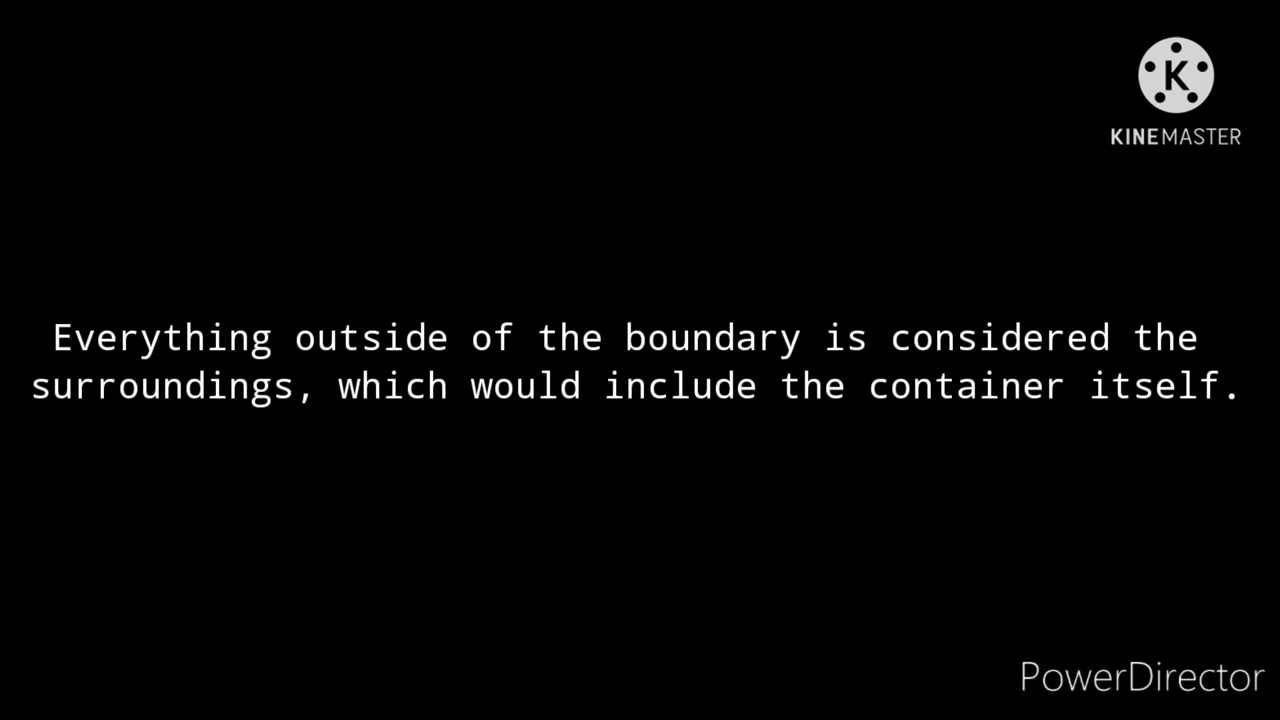 K
KINEMASTER
Everything outside of the boundary is considered the
surroundings, which would include the container itself.
PowerDirector